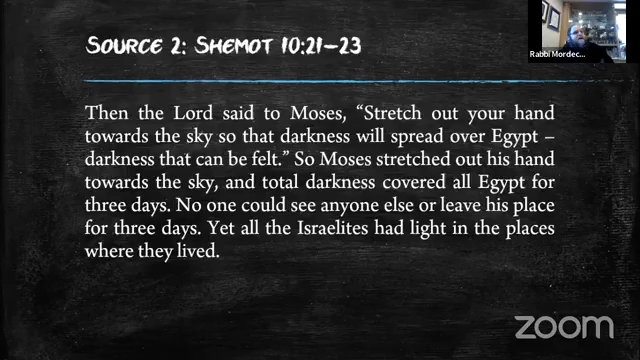 Source 2: Shemot 10:21–23
Then the Lord said to Moses, “Stretch out your hand
towards the sky so that darkness will spread over Egypt –
darkness that can be felt.” So Moses stretched out his hand
towards the sky, and total darkness covered all Egypt for
three days. No one could see anyone else or leave his place
for three days. Yet all the Israelites had light in the places
where they lived.
Rabbi Mordec...
zoom